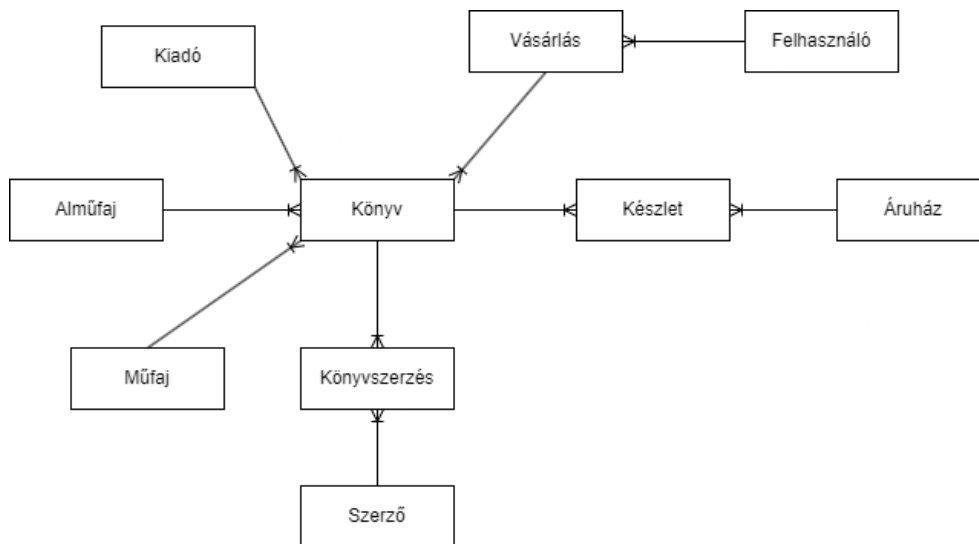 Kiadó
Vásárlás
Felhasználó
Alműfaj
Könyv
Készlet
Áruház
Műfaj
Könyvszerzés
Szerző